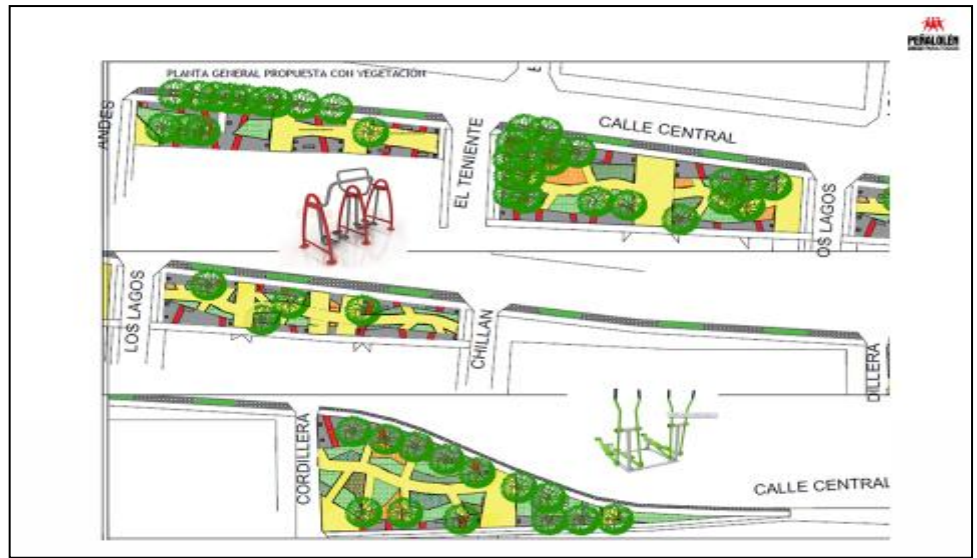 PEÑALOLÉN
PLANTA GENERAL PROPUESTA CON VEGETACIÓN
ANDES
EL TENIENTE
CALLE CENTRAL
OS LAGOS
LOS LAGOS
CHILLAN
DILLERA
CORDILLERA
CALLE CENTRAL